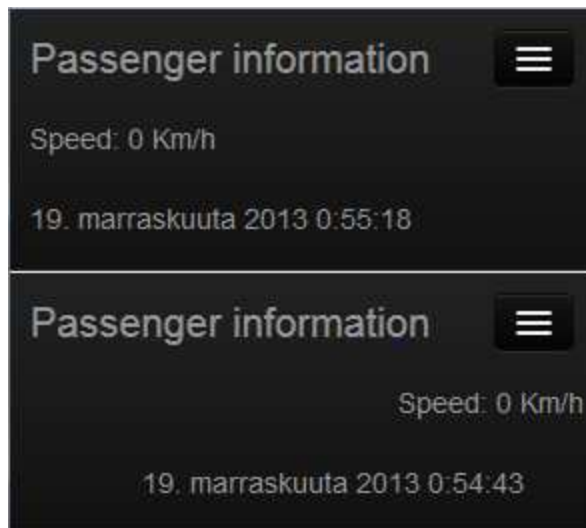 Passenger information
Speed: 0 Km/h
19. marraskuuta 2013 0:55:18
Passenger information
Speed: 0 Km/h
19. marraskuuta 2013 0:54:43